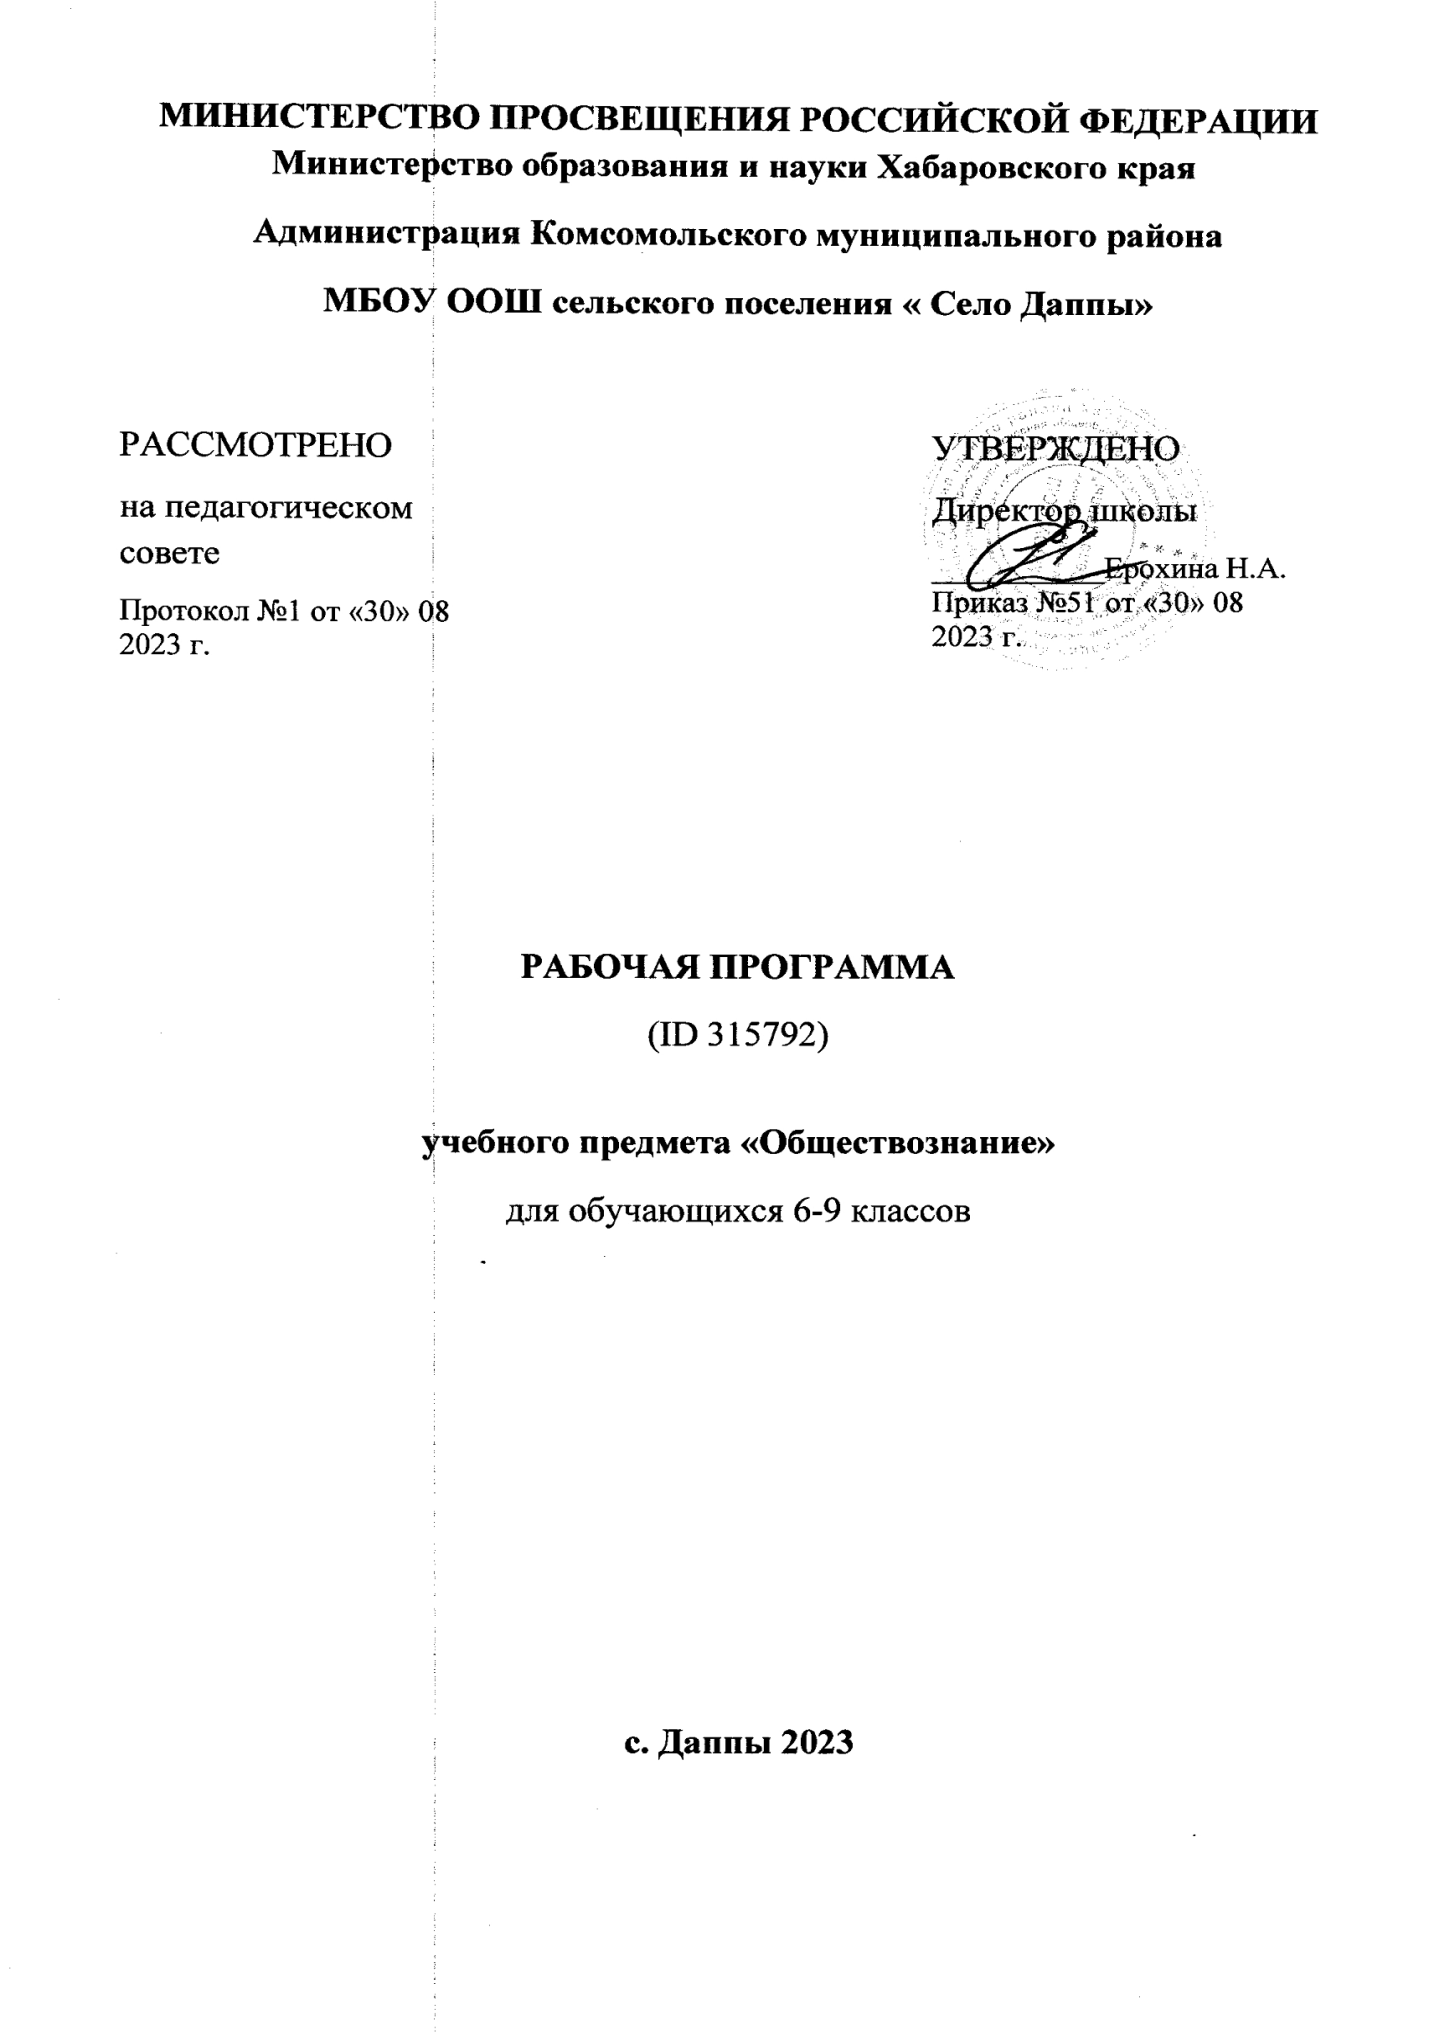 МИНИСТЕРСТВО ПРОСВЕЩЕНИЯ РОССИЙСКОЙ ФЕДЕРАЦИИ
Министерство образования и науки Хабаровского края
Администрация Комсомольского муниципального района
МБОУ ООШ сельского поселения « Село Даппы»
РАССМОТРЕНО
на педагогическом
совете
Протокол №1 от «30» 08
2023 г.
УТВЕРЖДЕНО
Директор школы
____________Ерохина Н.А.
Приказ №51 от «30» 08
2023 г.
РАБОЧАЯ ПРОГРАММА
(ID 315792)
учебного предмета «Обществознание»
для обучающихся 6-9 классов
с. Даппы 2023